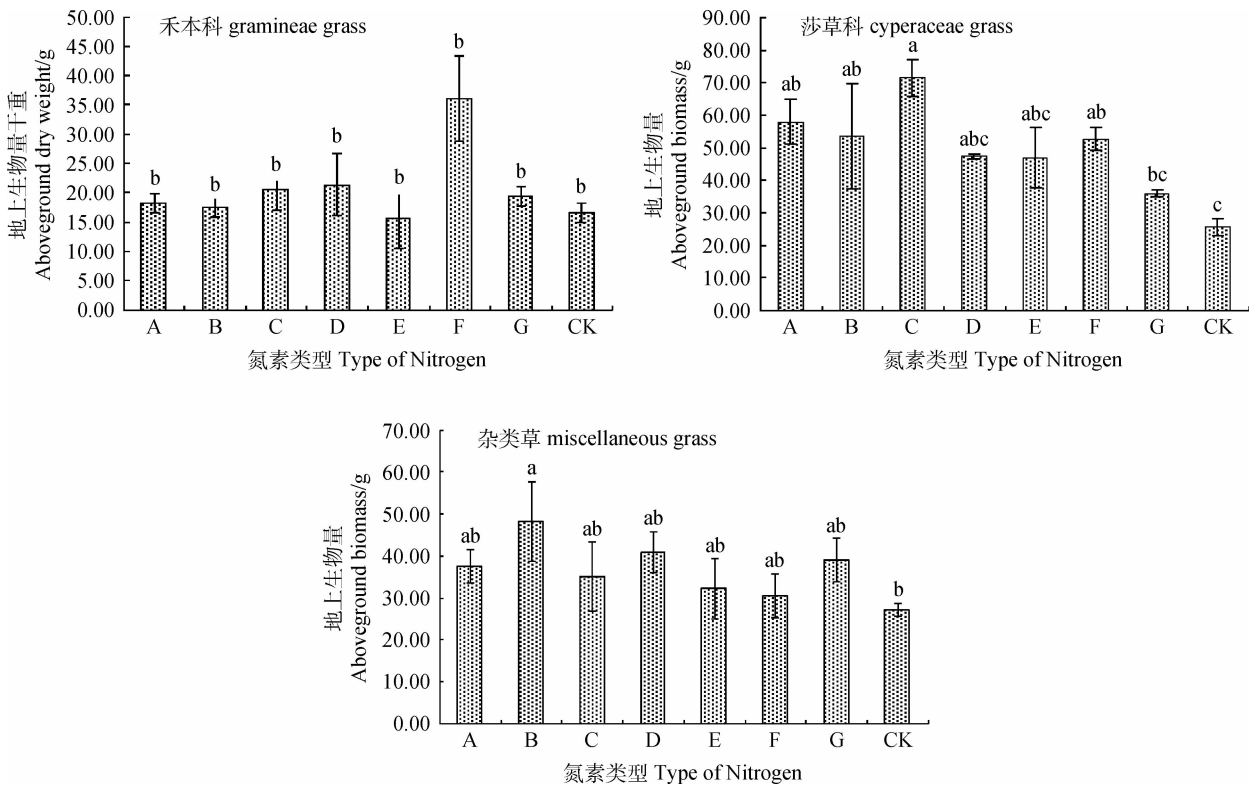 禾本科 gramineae grass
地上生物量干重/g
Aboveground dry weight/g
50.00
45.00
40.00
35.00
30.00
25.00
20.00
15.00
10.00
5.00
0.00
b b b b b b b b
A B C D E F G CK
氮素类型 Type of Nitrogen
莎草科 cyperaceae grass
地上生物量
Aboveground biomass/g
90.00
80.00
70.00
60.00
50.00
40.00
30.00
20.00
10.00
0.00
ab ab a abc abc ab bc c
A B C D E F G CK
氮素类型 Type of Nitrogen
杂类草 miscellaneous grass
地上生物量
Aboveground biomass/g
70.00
60.00
50.00
40.00
30.00
20.00
10.00
0.00
ab a ab ab ab ab ab b
A B C D E F G CK
氮素类型 Type of Nitrogen